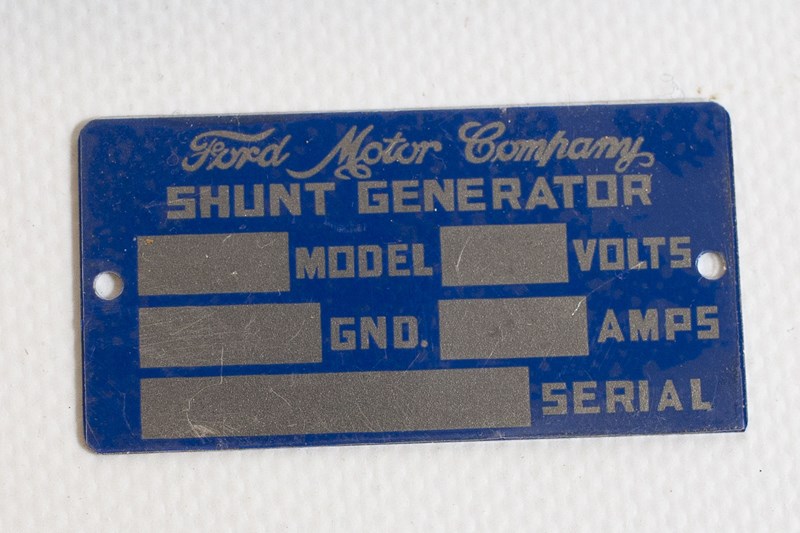 Ford Motor Company
SHUNT GENERATOR
MODEL VOLTS
GND. AMPS
SERIAL